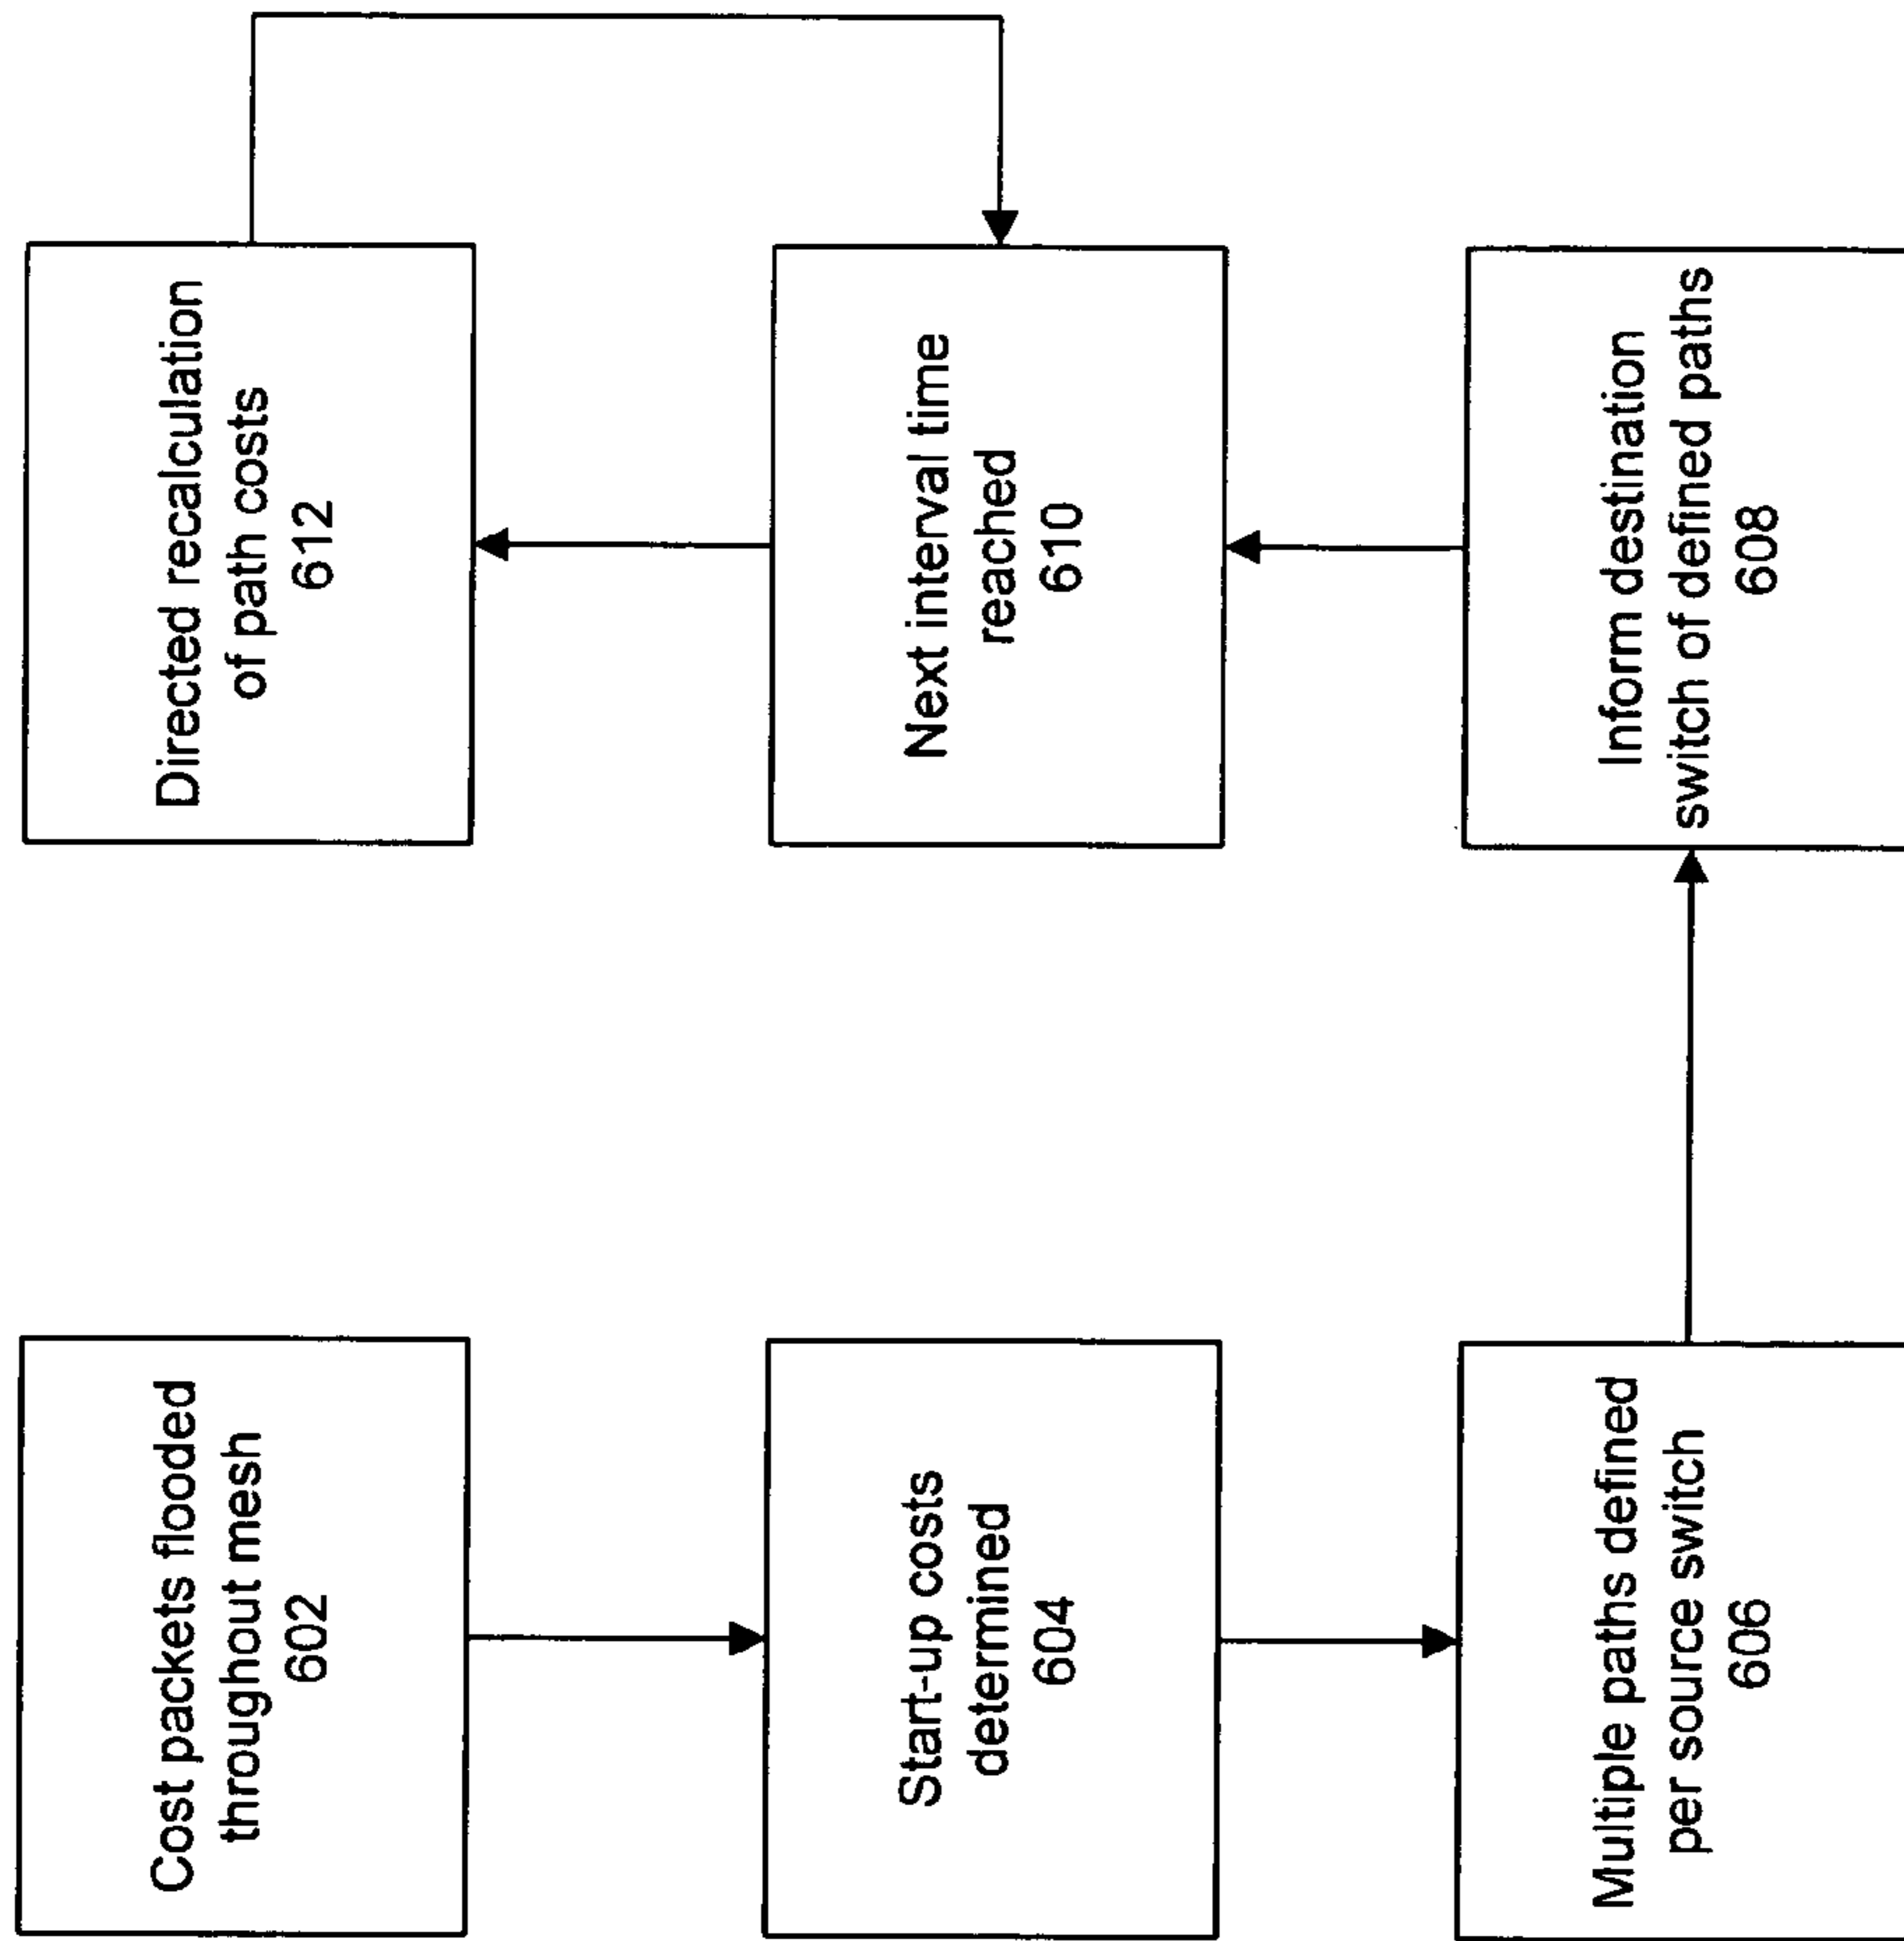 Cost packets flooded
throughout mesh
602
Start-up costs
determined
604
Multiple paths defined
per source switch
606
Inform destination
switch of defined paths
608
Next interval time
reached
610
Directed recalculation
of path costs
612